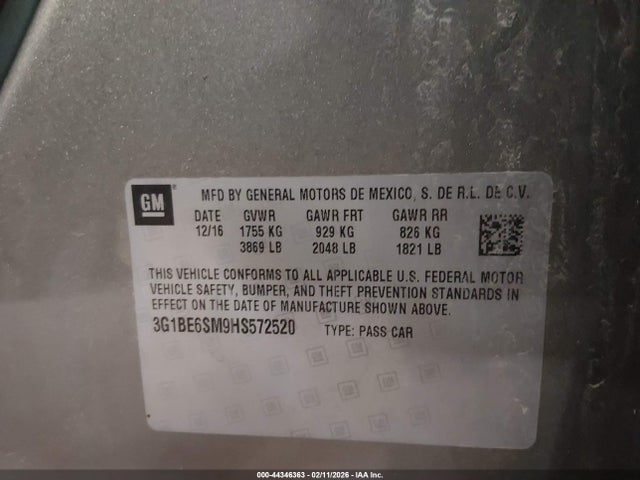 GM
MFD BY GENERAL MOTORS DE MEXICO, S. DE R.L. DE C.V.
DATE GVWR GAWR FRT GAWR RR
12/16 1755 KG 929 KG 826 KG
3869 LB 2048 LB 1821 LB
THIS VEHICLE CONFORMS TO ALL APPLICABLE U.S. FEDERAL MOTOR
VEHICLE SAFETY, BUMPER, AND THEFT PREVENTION STANDARDS IN
EFFECT ON THE DATE OF MANUFACTURE SHOWN ABOVE.
3G1BE6SM9HS572520 TYPE: PASS CAR
000-44346363 - 02/11/2026 - IAA Inc.